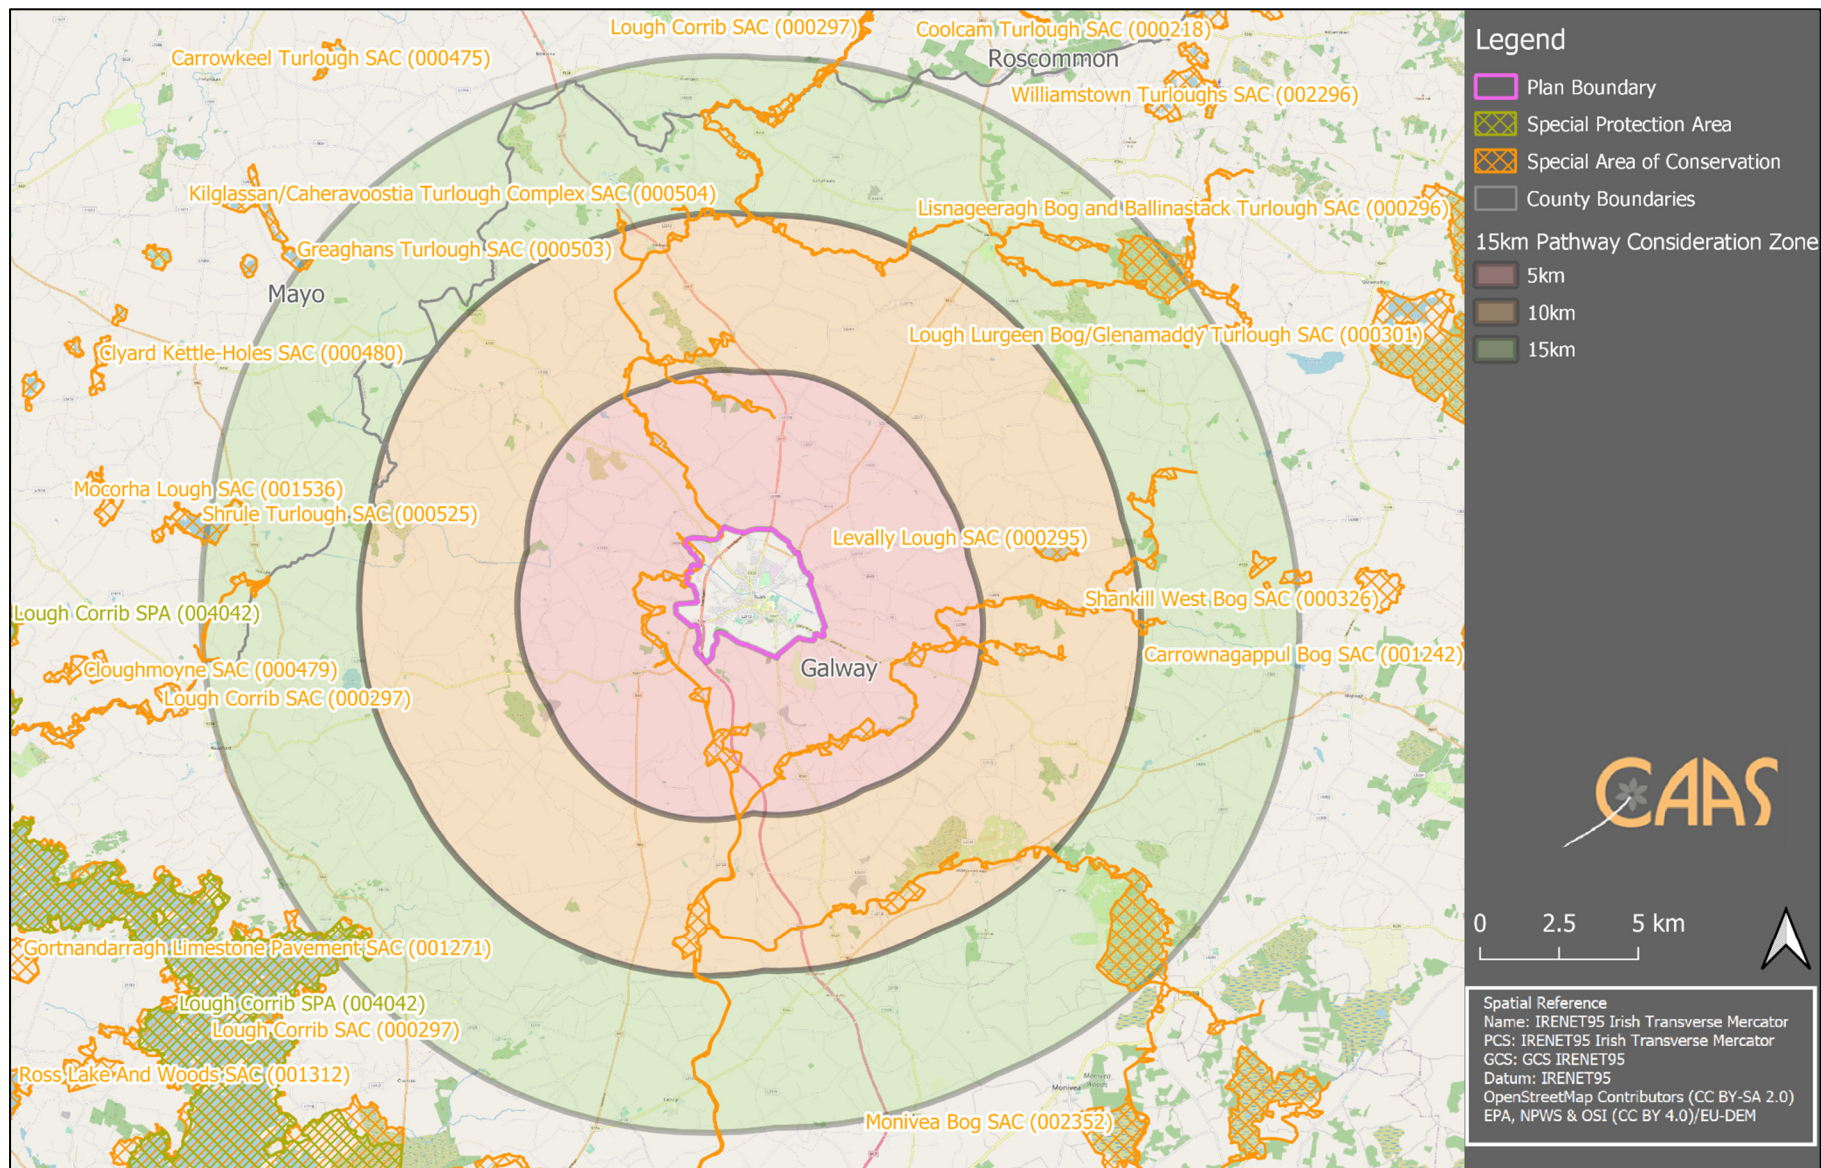 Lough Corrib SAC (000297)
Coolcam Turlough SAC (000218)
Carrowkeel Turlough SAC (000475)
Roscommon
Williamstown Turloughs SAC (002296)
Kilglassan/Caheravoostia Turlough Complex SAC (000504)
Lisnageeragh Bog and Ballinastack Turlough SAC (000296)
Greaghans Turlough SAC (000503)
Mayo
Lough Lurgeen Bog/Glenamaddy Turlough SAC (000301)
Clyard Kettle-Holes SAC (000480)
Mocorha Lough SAC (001536)
Shrule Turlough SAC (000525)
Levally Lough SAC (000295)
Shankill West Bog SAC (000326)
Lough Corrib SPA (004042)
Carrownagappul Bog SAC (001242)
Cloughmoyne SAC (000479)
Galway
Lough Corrib SAC (000297)
Gortnandarragh Limestone Pavement SAC (001271)
Lough Corrib SPA (004042)
Lough Corrib SAC (000297)
Ross Lake And Woods SAC (001312)
Monivea
Monivea Woods
Monivea Bog SAC (002352)
Legend
Plan Boundary
Special Protection Area
Special Area of Conservation
County Boundaries
15km Pathway Consideration Zone
5km
10km
15km
CAAS
0 2.5 5 km
Spatial Reference
Name: IRENET95 Irish Transverse Mercator
PCS: IRENET95 Irish Transverse Mercator
GCS: GCS IRENET95
Datum: IRENET95
OpenStreetMap Contributors (CC BY-SA 2.0)
EPA, NPWS & OSI (CC BY 4.0)/EU-DEM